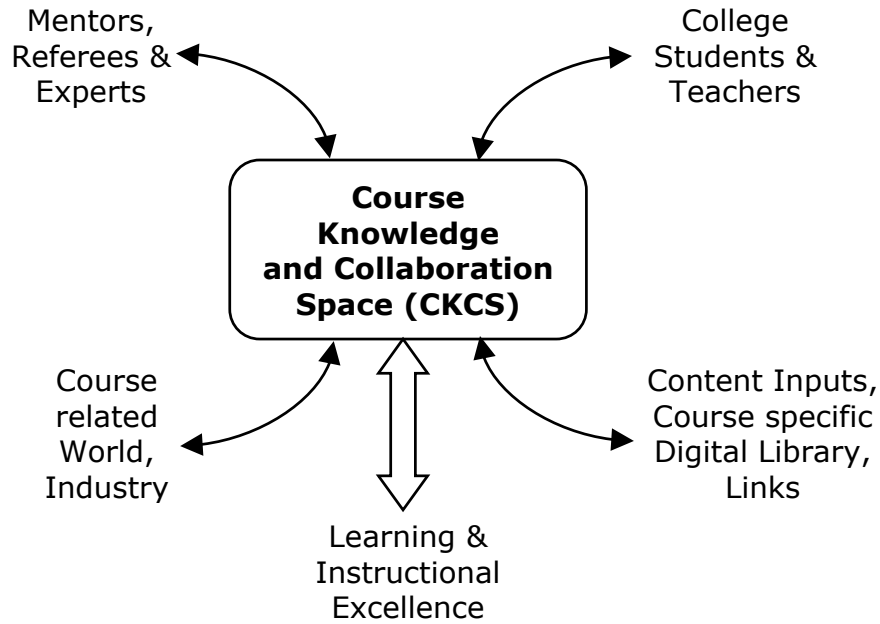 Mentors,
Referees &
Experts
College
Students &
Teachers
Course
Knowledge
and Collaboration
Space (CKCS)
Course
related
World,
Industry
Content Inputs,
Course specific
Digital Library,
Links
Learning &
Instructional
Excellence